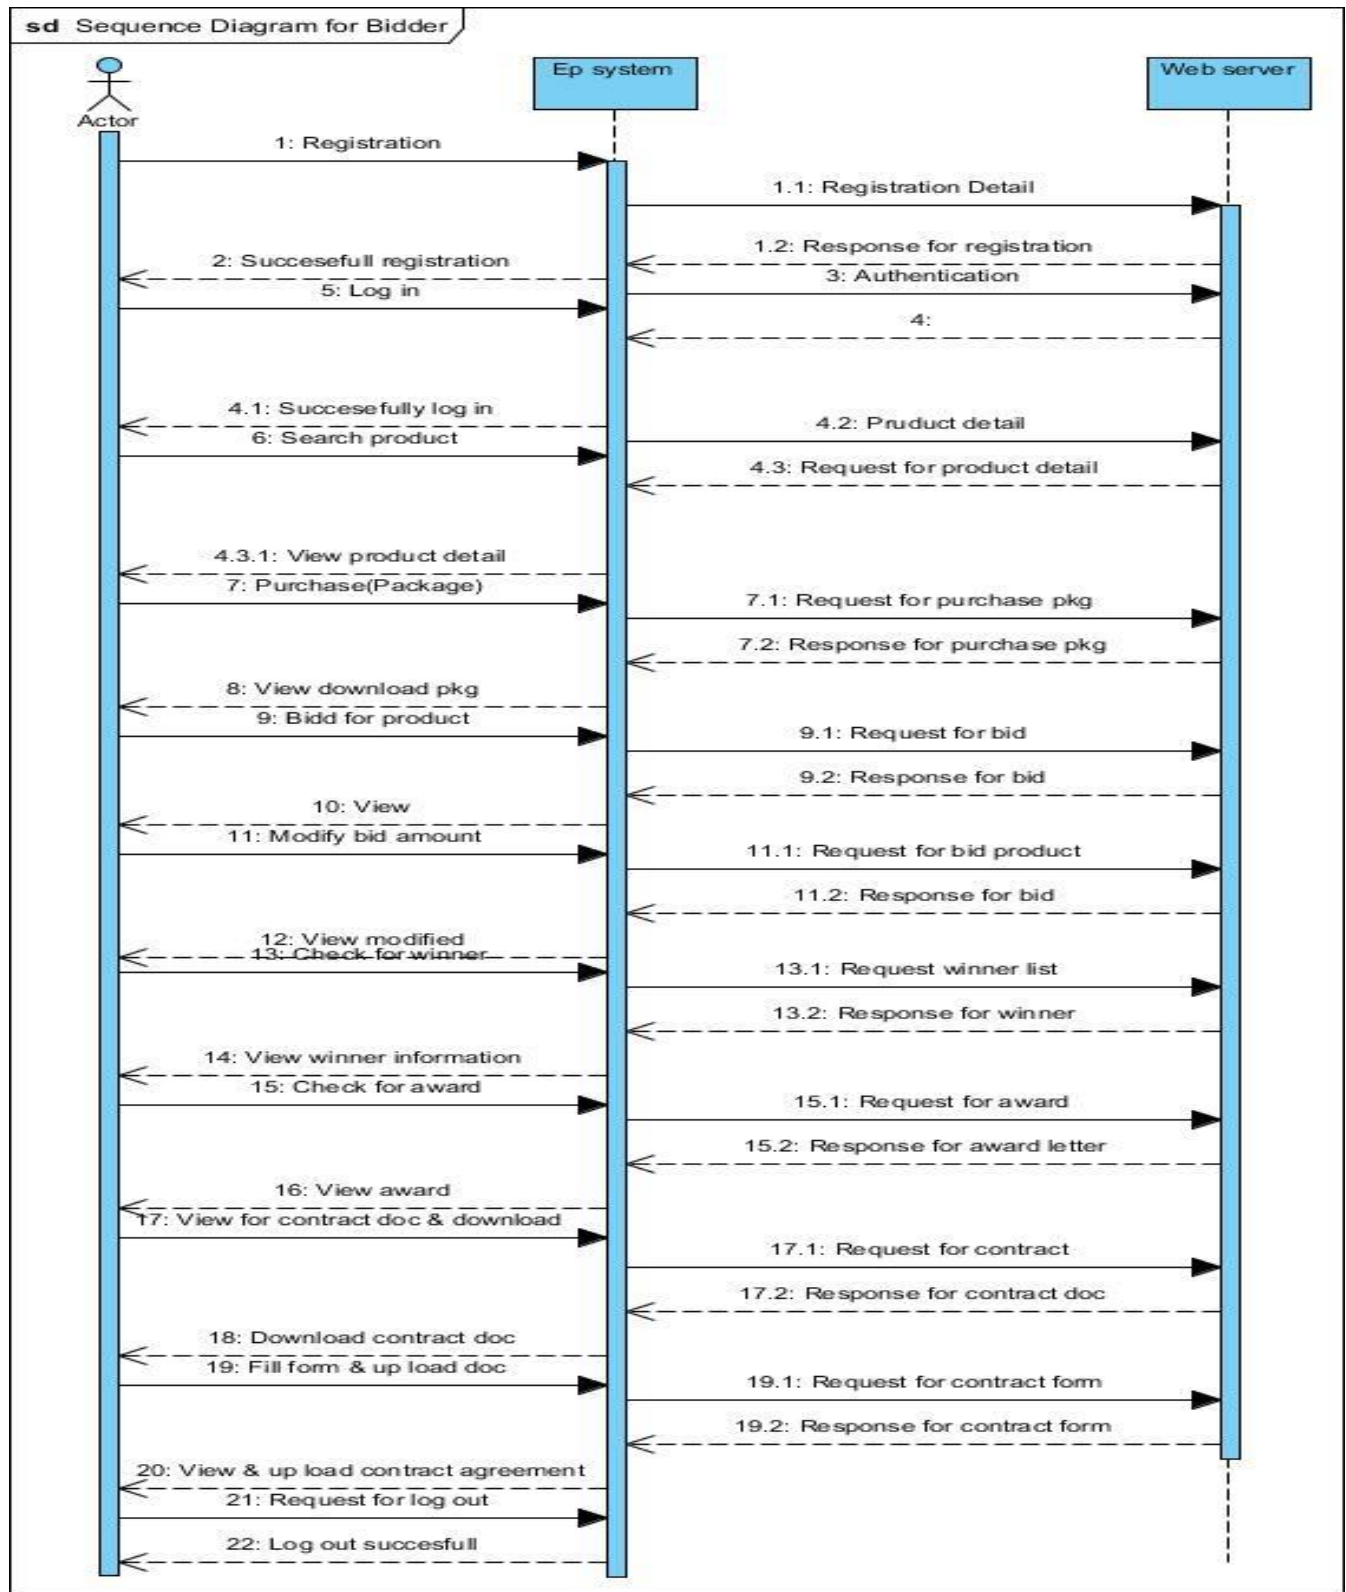 sd Sequence Diagram for Bidder
Ep system
Web server
Actor
1: Registration
1.1: Registration Detail
1.2: Response for registration
2: Succesefull registration
3: Authentication
5: Log in
4:
4.1: Succesefully log in
4.2: Pruduct detail
6: Search product
4.3: Request for product detail
4.3.1: View product detail
7: Purchase(Package)
7.1: Request for purchase pkg
7.2: Response for purchase pkg
8: View download pkg
9: Bidd for product
9.1: Request for bid
9.2: Response for bid
10: View
11: Modify bid amount
11.1: Request for bid product
11.2: Response for bid
12: View modified
13: Check for winner
13.1: Request winner list
13.2: Response for winner
14: View winner information
15: Check for award
15.1: Request for award
15.2: Response for award letter
16: View award
17: View for contract doc & download
17.1: Request for contract
17.2: Response for contract doc
18: Download contract doc
19: Fill form & up load doc
19.1: Request for contract form
19.2: Response for contract form
20: View & up load contract agreement
21: Request for log out
22: Log out succesfull